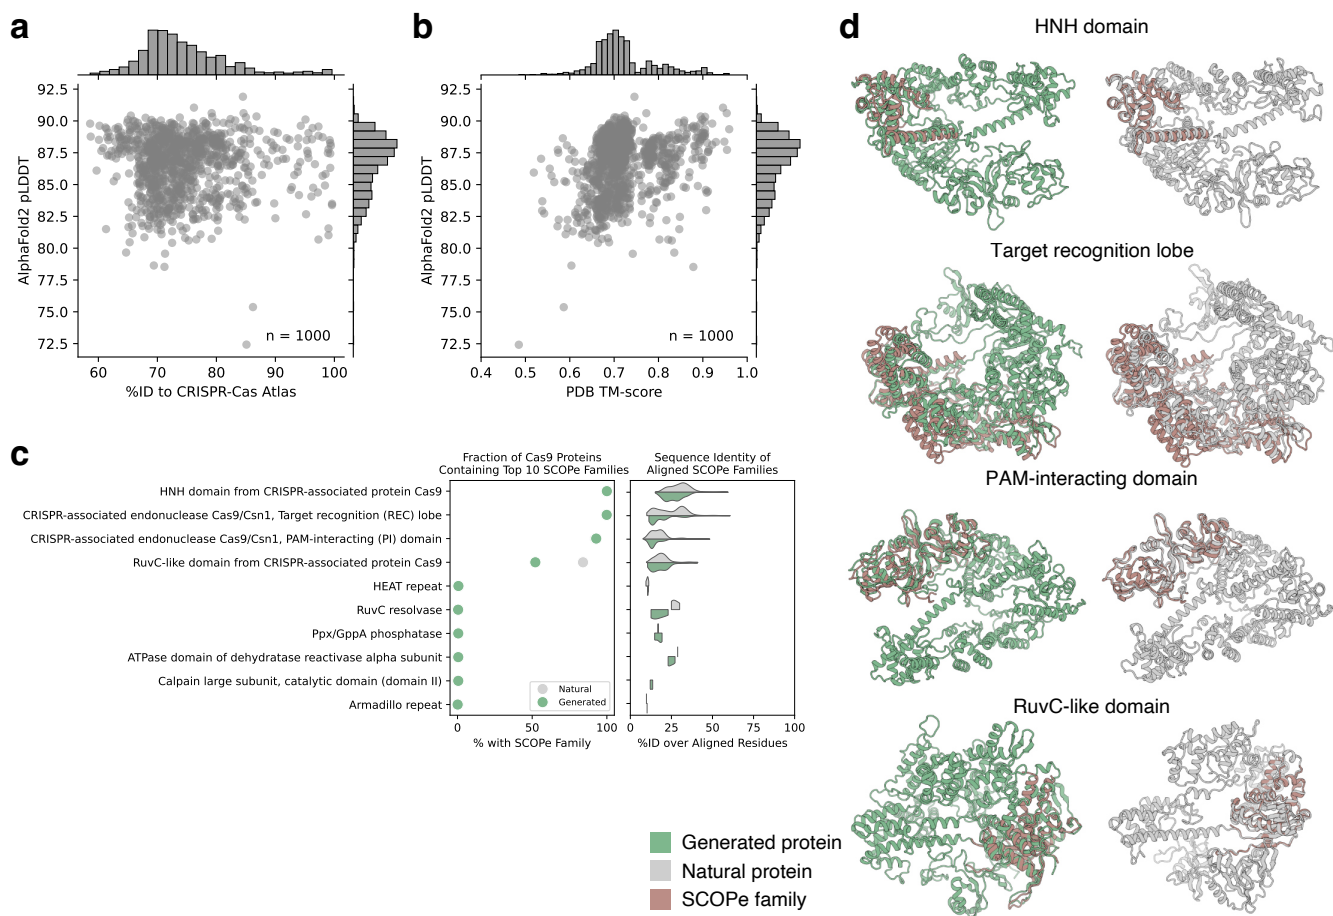 a
92.5
90.0
87.5
85.0
82.5
80.0
77.5
75.0
72.5
AlphaFold2 pLDDT
n = 1000
60
70
80
90
100
%ID to CRISPR-Cas Atlas
b
92.5
90.0
87.5
85.0
82.5
80.0
77.5
75.0
72.5
AlphaFold2 pLDDT
n = 1000
0.4
0.5
0.6
0.7
0.8
0.9
1.0
PDB TM-score
c
Fraction of Cas9 Proteins
Containing Top 10 SCOPe Families
Sequence Identity of
Aligned SCOPe Families
HNH domain from CRISPR-associated protein Cas9
CRISPR-associated endonuclease Cas9/Csn1, Target recognition (REC) lobe
CRISPR-associated endonuclease Cas9/Csn1, PAM-interacting (PI) domain
RuvC-like domain from CRISPR-associated protein Cas9
HEAT repeat
RuvC resolvase
Ppx/GppA phosphatase
ATPase domain of dehydratase reactivase alpha subunit
Calpain large subunit, catalytic domain (domain II)
Armadillo repeat
Natural
Generated
0
50
100
% with SCOPe Family
0
25
50
75
100
%ID over Aligned Residues
d
HNH domain
Target recognition lobe
PAM-interacting domain
RuvC-like domain
Generated protein
Natural protein
SCOPe family